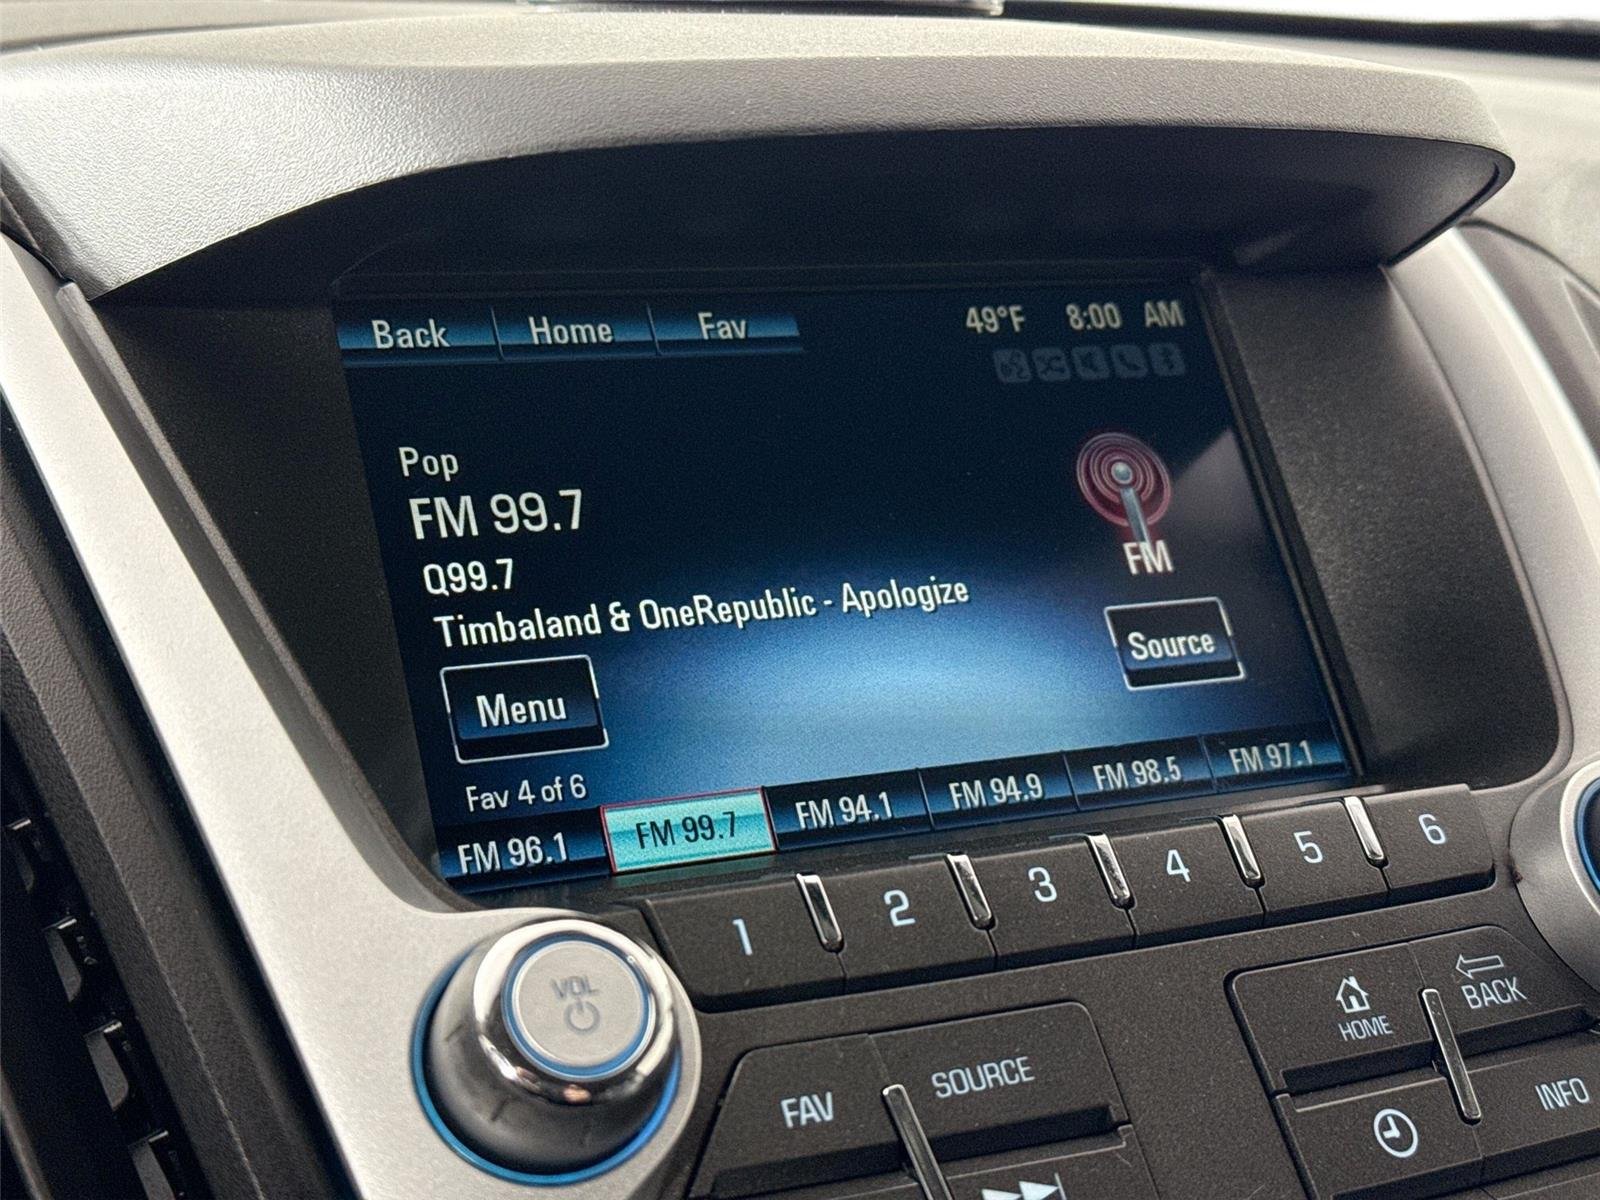 Back Home Fav 49°F 8:00 AM
Pop
FM 99.7
Q99.7
Timbaland & OneRepublic - Apologize
FM
Menu
Source
Fav 4 of 6
FM 96.1 FM 99.7 FM 94.1 FM 94.9 FM 98.5 FM 97.1
1 2 3 4 5 6
VOL
HOME
BACK
FAV
SOURCE
INFO